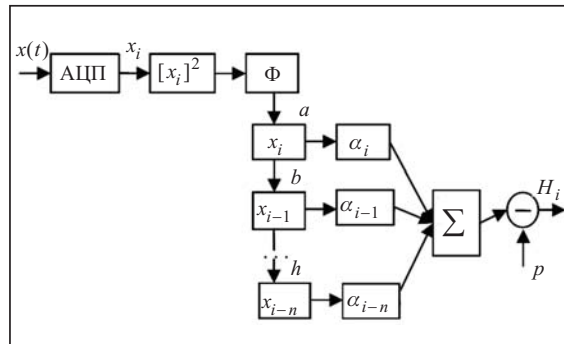 x(t)
АЦП
x_i
[x_i]^2
Ф
a
x_i
α_i
b
x_{i-1}
α_{i-1}
... h
x_{i-n}
α_{i-n}
Σ
−
H_i
p